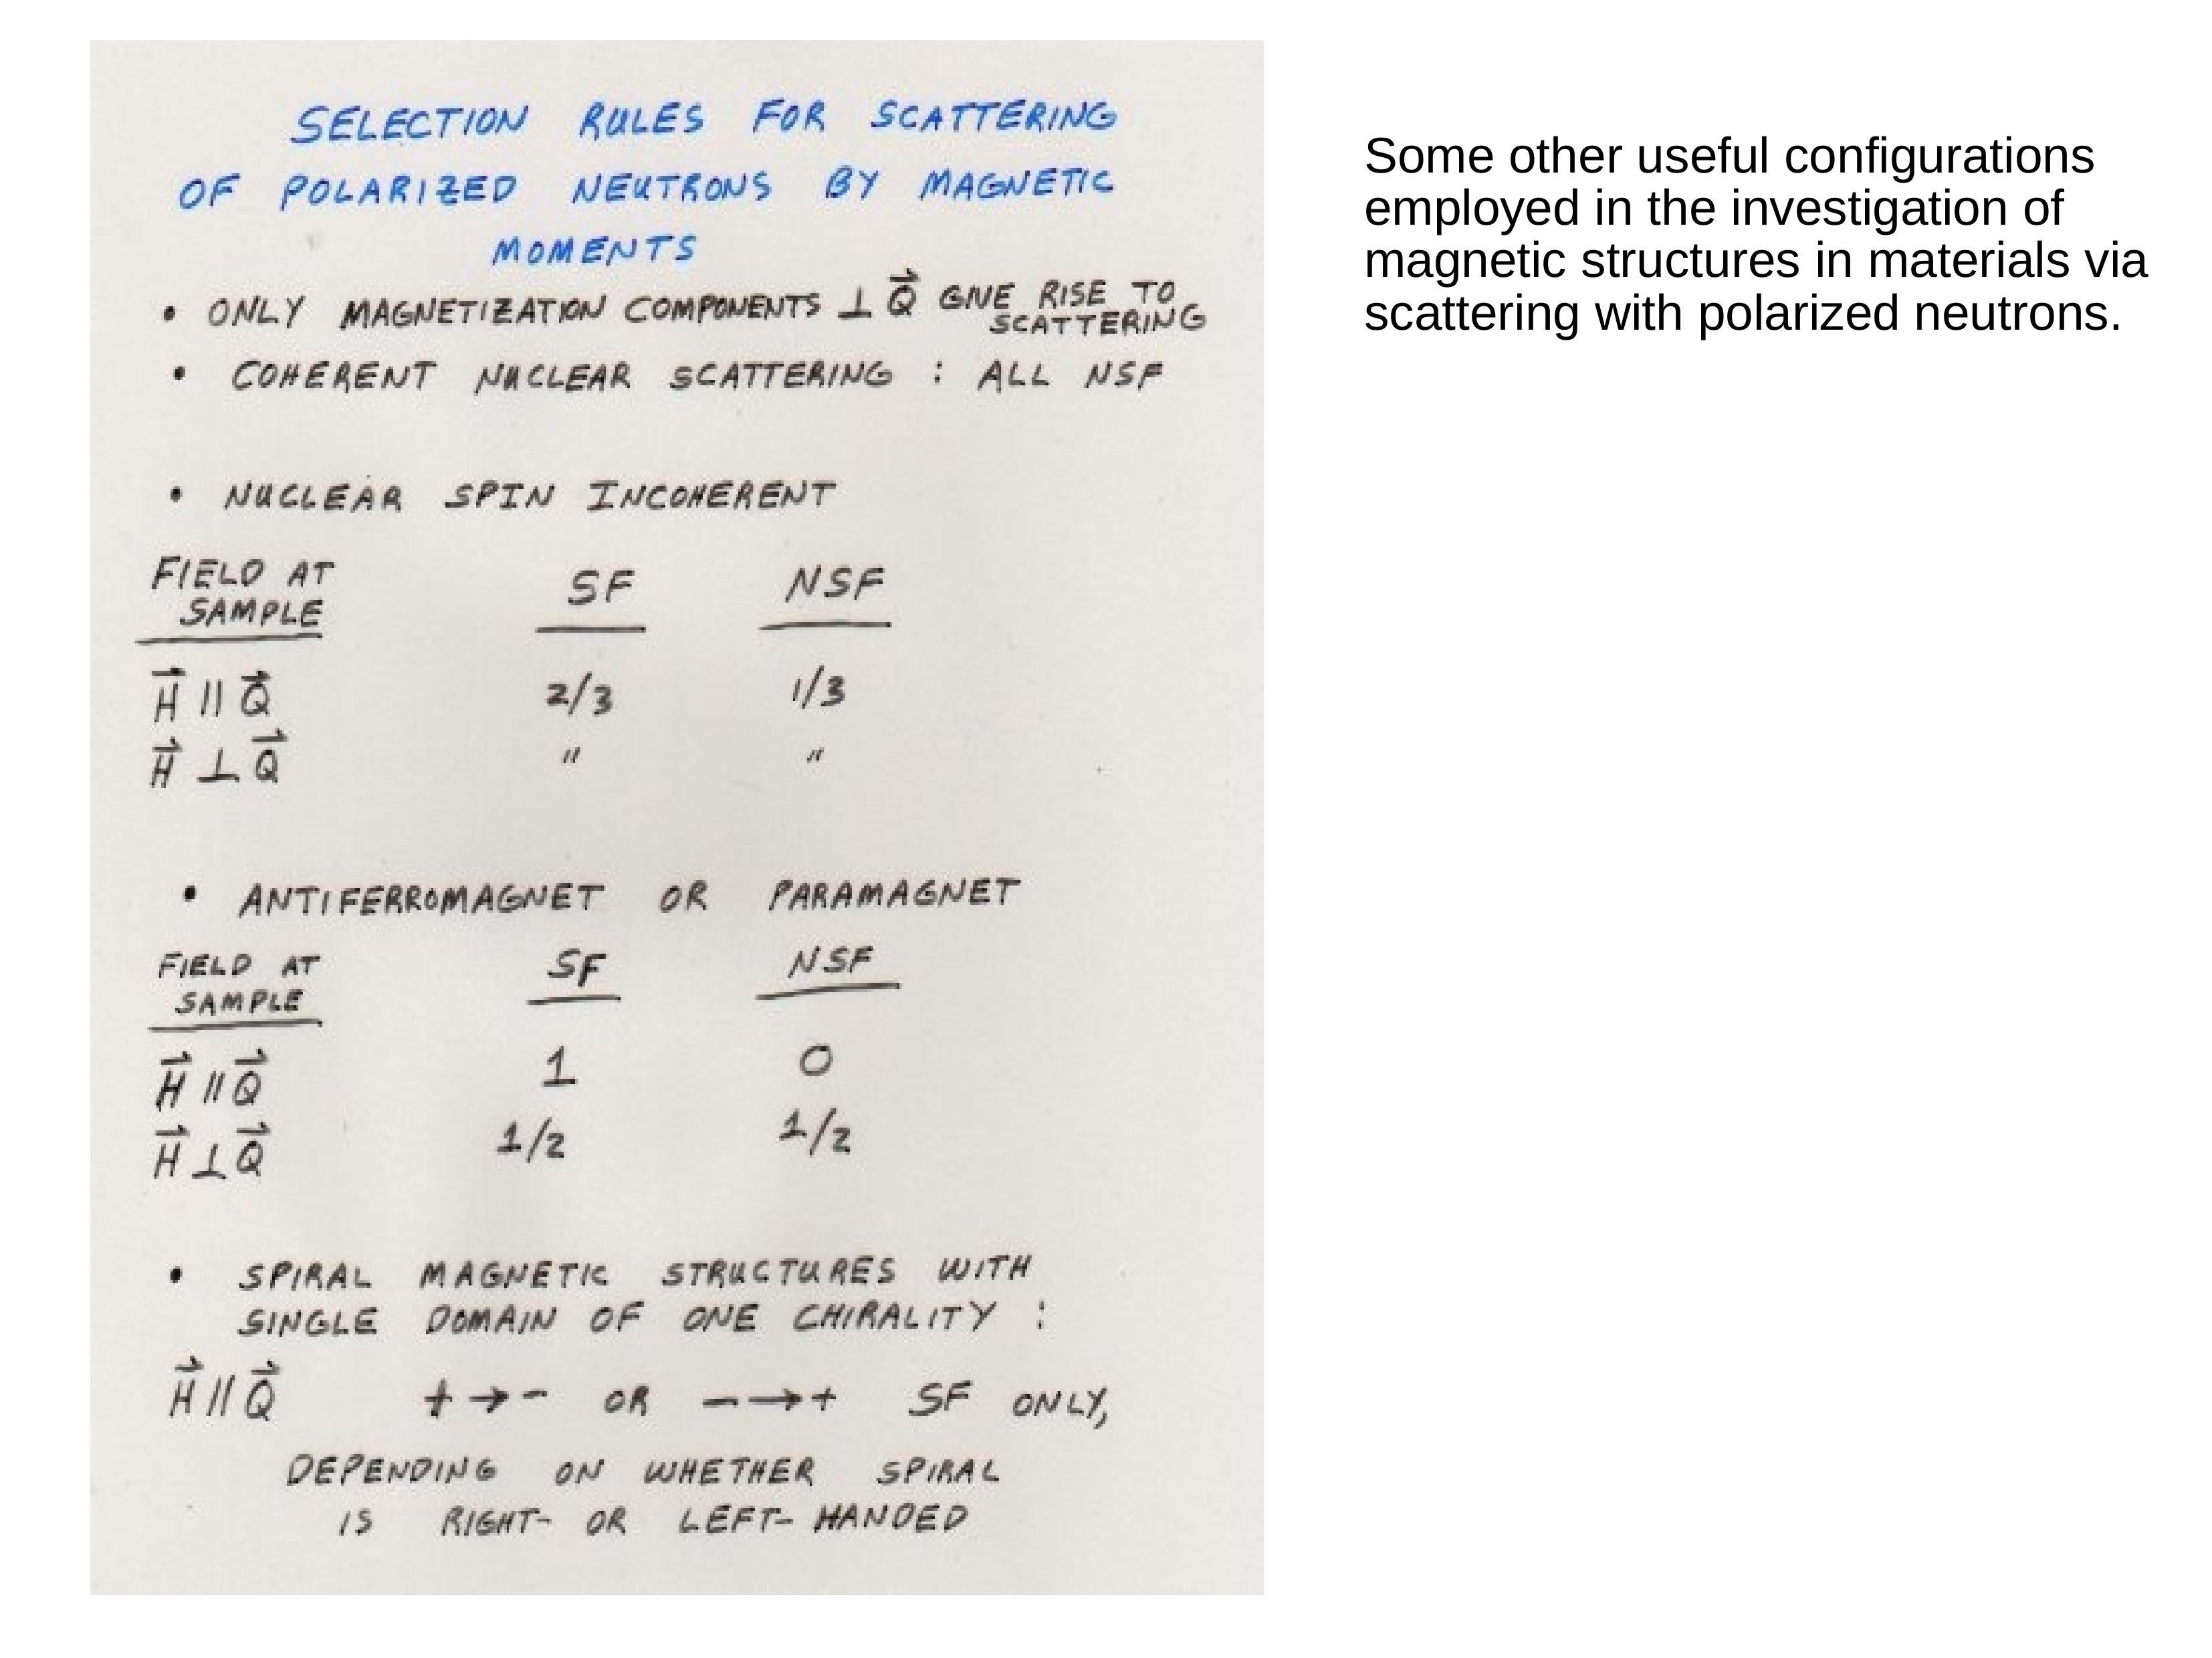 SELECTION RULES FOR SCATTERING
OF POLARIZED NEUTRONS BY MAGNETIC
MOMENTS
• ONLY MAGNETIZATION COMPONENTS ⊥ Q⃗ GIVE RISE TO
SCATTERING
• COHERENT NUCLEAR SCATTERING : ALL NSF
• NUCLEAR SPIN INCOHERENT
FIELD AT
SAMPLE SF NSF
H⃗ // Q⃗ 2/3 1/3
H⃗ ⊥ Q⃗ " "
• ANTIFERROMAGNET OR PARAMAGNET
FIELD AT
SAMPLE SF NSF
H⃗ // Q⃗ 1 0
H⃗ ⊥ Q⃗ 1/2 1/2
• SPIRAL MAGNETIC STRUCTURES WITH
SINGLE DOMAIN OF ONE CHIRALITY :
H⃗ // Q⃗ + → - OR - → + SF ONLY,
DEPENDING ON WHETHER SPIRAL
IS RIGHT- OR LEFT- HANDED
Some other useful configurations
employed in the investigation of
magnetic structures in materials via
scattering with polarized neutrons.